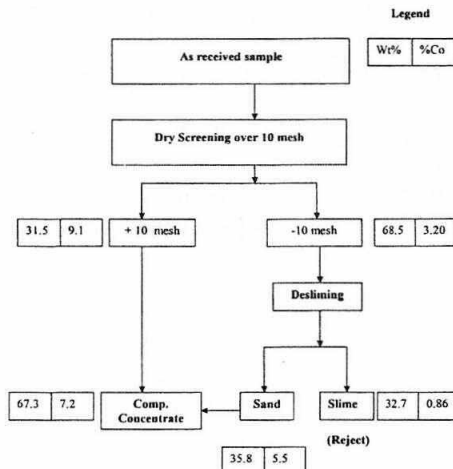 Legend
Wt% %Co
As received sample
Dry Screening over 10 mesh
31.5 9.1 + 10 mesh -10 mesh 68.5 3.20
Desliming
67.3 7.2 Comp. Concentrate Sand Slime 32.7 0.86
(Reject)
35.8 5.5